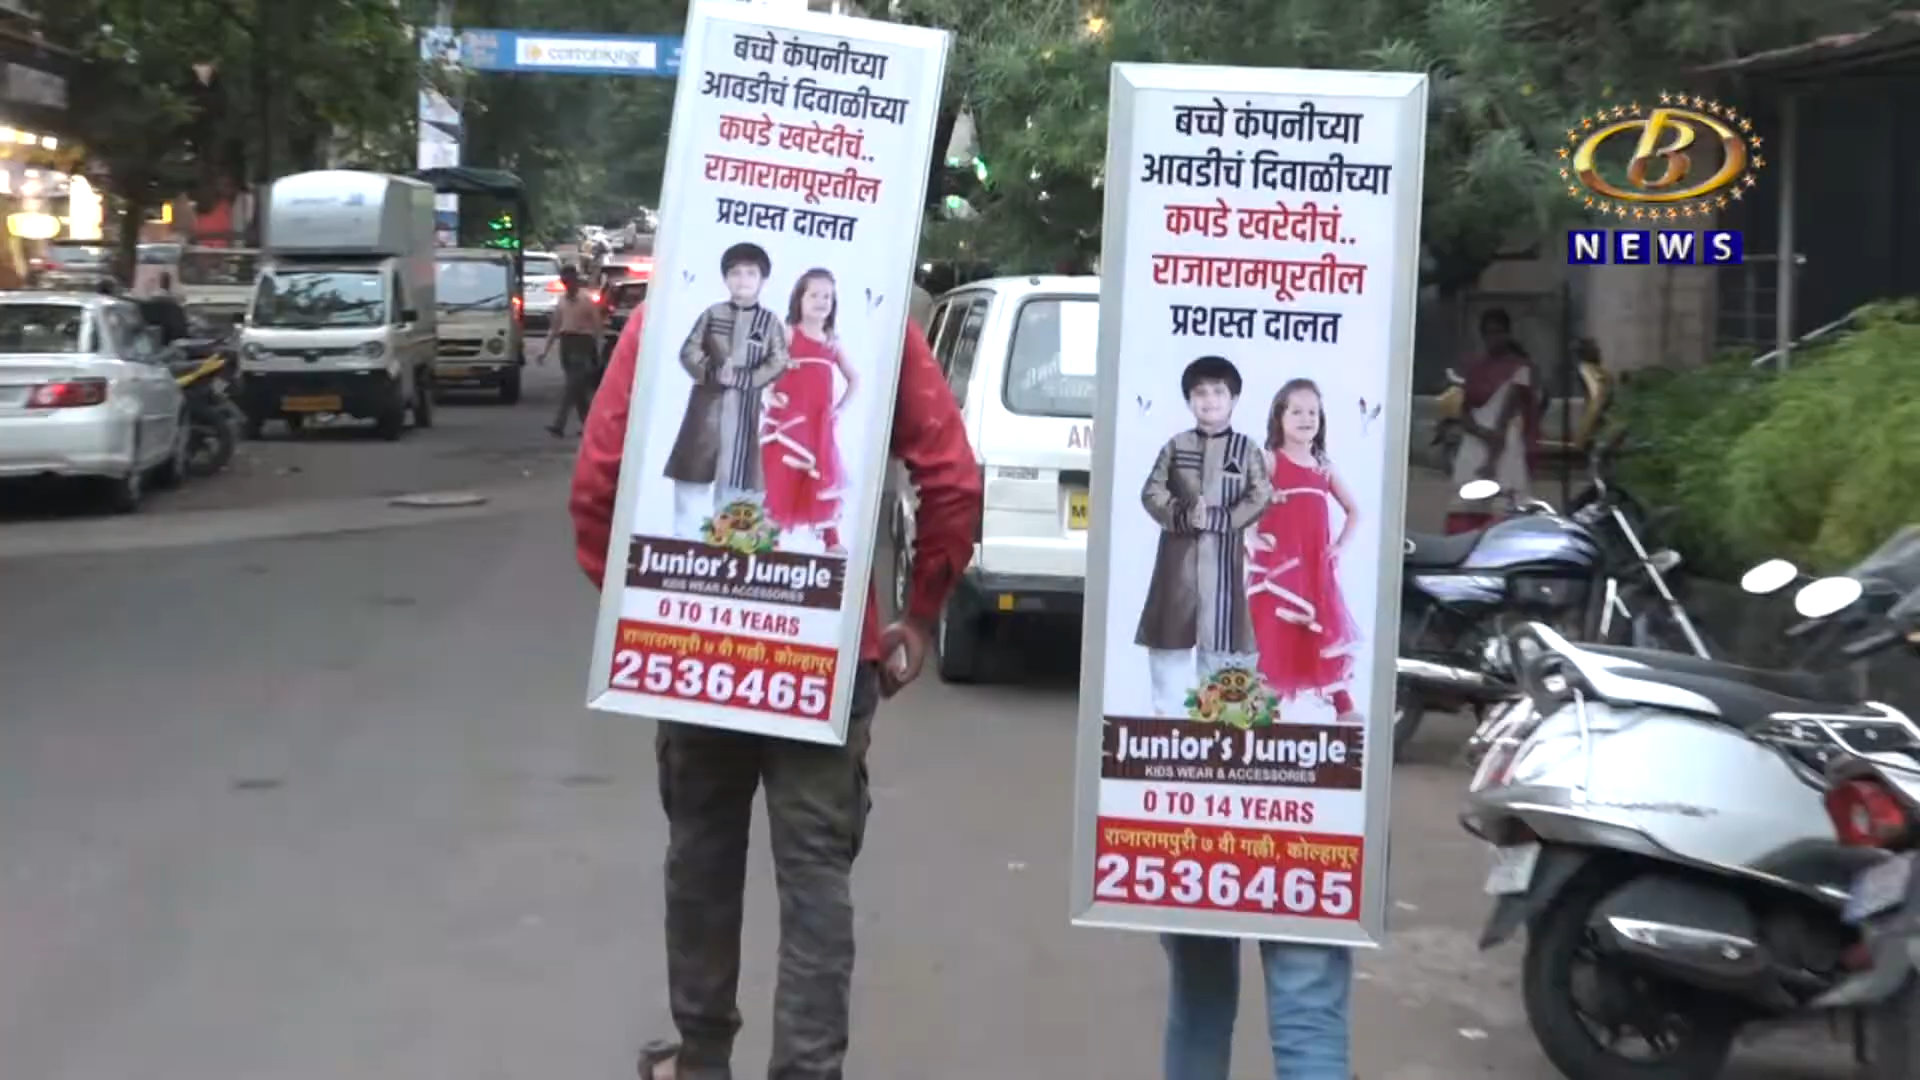 cottonking
बच्चे कंपनीच्या
आवडीचं दिवाळीच्या
कपडे खरेदीचं..
राजारामपूरतील
प्रशस्त दालत
Junior's Jungle
KIDS WEAR & ACCESSORIES
0 TO 14 YEARS
राजारामपुरी ७ वी गल्ली, कोल्हापूर
2536465
बच्चे कंपनीच्या
आवडीचं दिवाळीच्या
कपडे खरेदीचं..
राजारामपूरतील
प्रशस्त दालत
Junior's Jungle
KIDS WEAR & ACCESSORIES
0 TO 14 YEARS
राजारामपुरी ७ वी गल्ली, कोल्हापूर
2536465
B
NEWS